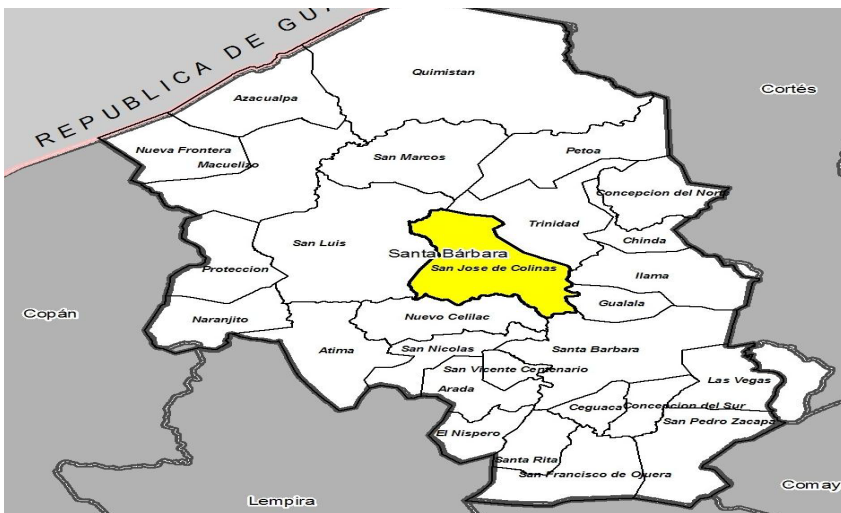 REPUBLICA DE GU
Quimistan
Cortés
Azacualpa
Nueva Frontera
Macuelizo
San Marcos
Petoa
Concepcion del Nort
Trinidad
San Luis
Chinda
Santa Bárbara
San Jose de Colinas
Proteccion
Ilama
Gualala
Copán
Naranjito
Nuevo Celilac
Atima
San Nicolas
Santa Barbara
San Vicente Centenario
Las Vegas
Arada
Ceguaca
Concepcion del Sur
San Pedro Zacapa
El Nispero
Santa Rita
San Francisco de Ojuera
Comay
Lempira